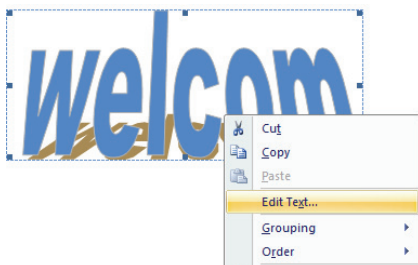 welcom
Cut
Copy
Paste
Edit Text...
Grouping
Order